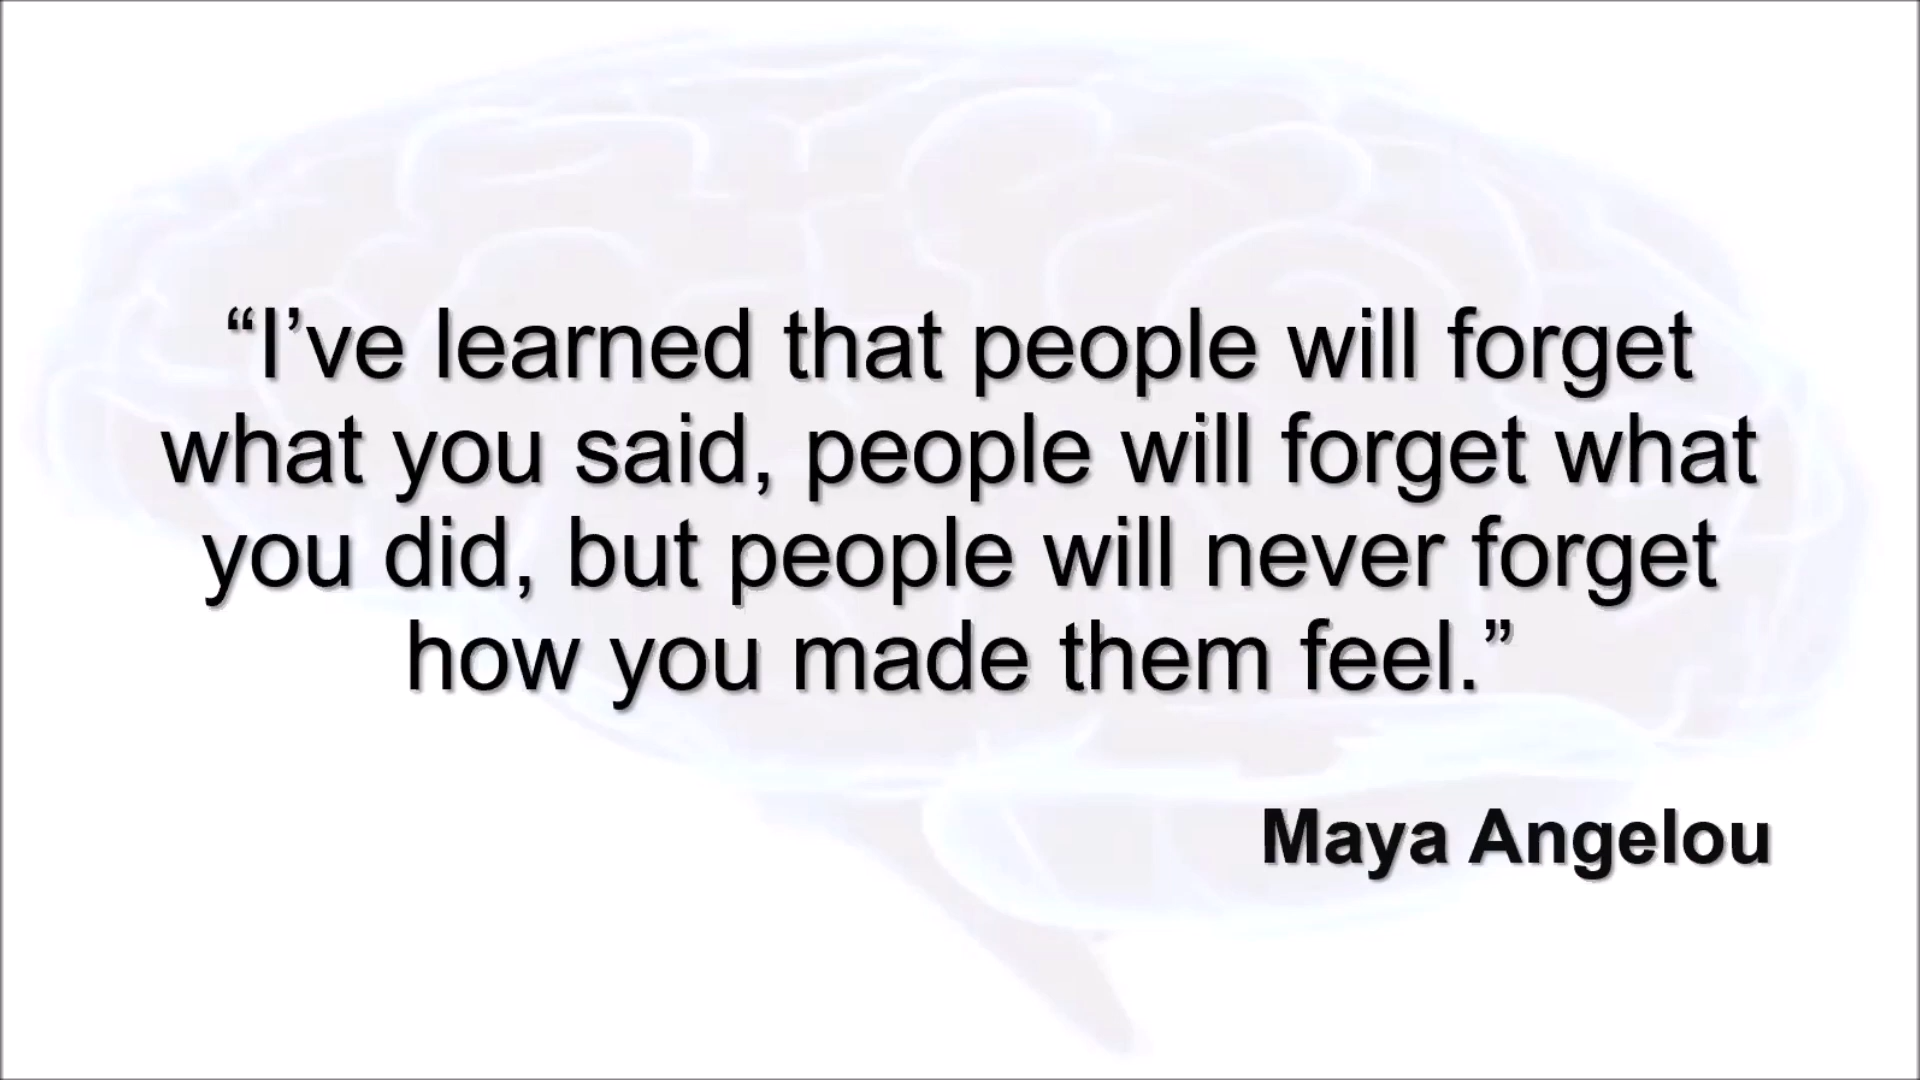 “I’ve learned that people will forget
what you said, people will forget what
you did, but people will never forget
how you made them feel.”
Maya Angelou